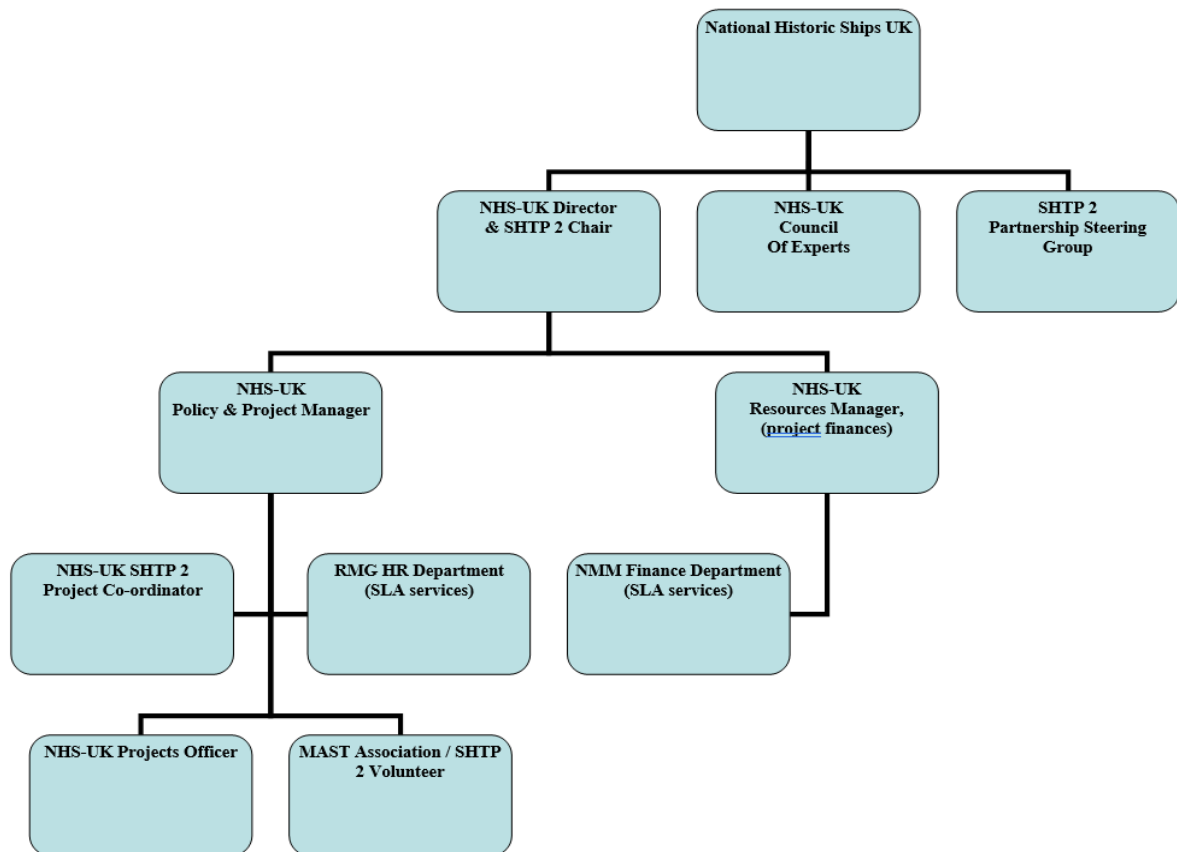 National Historic Ships UK
NHS-UK Director
& SHTP 2 Chair
NHS-UK
Council
Of Experts
SHTP 2
Partnership Steering
Group
NHS-UK
Policy & Project Manager
NHS-UK
Resources Manager,
(project finances)
NHS-UK SHTP 2
Project Co-ordinator
RMG HR Department
(SLA services)
NMM Finance Department
(SLA services)
NHS-UK Projects Officer
MAST Association / SHTP
2 Volunteer